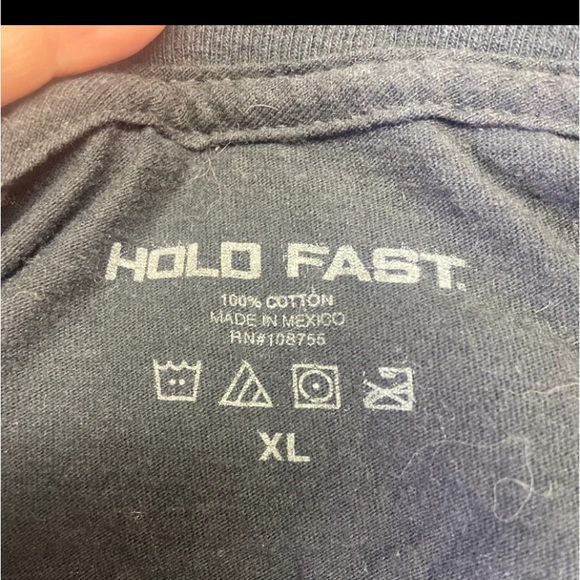 HOLD FAST.
100% COTTON
MADE IN MEXICO
RN#108755
XL